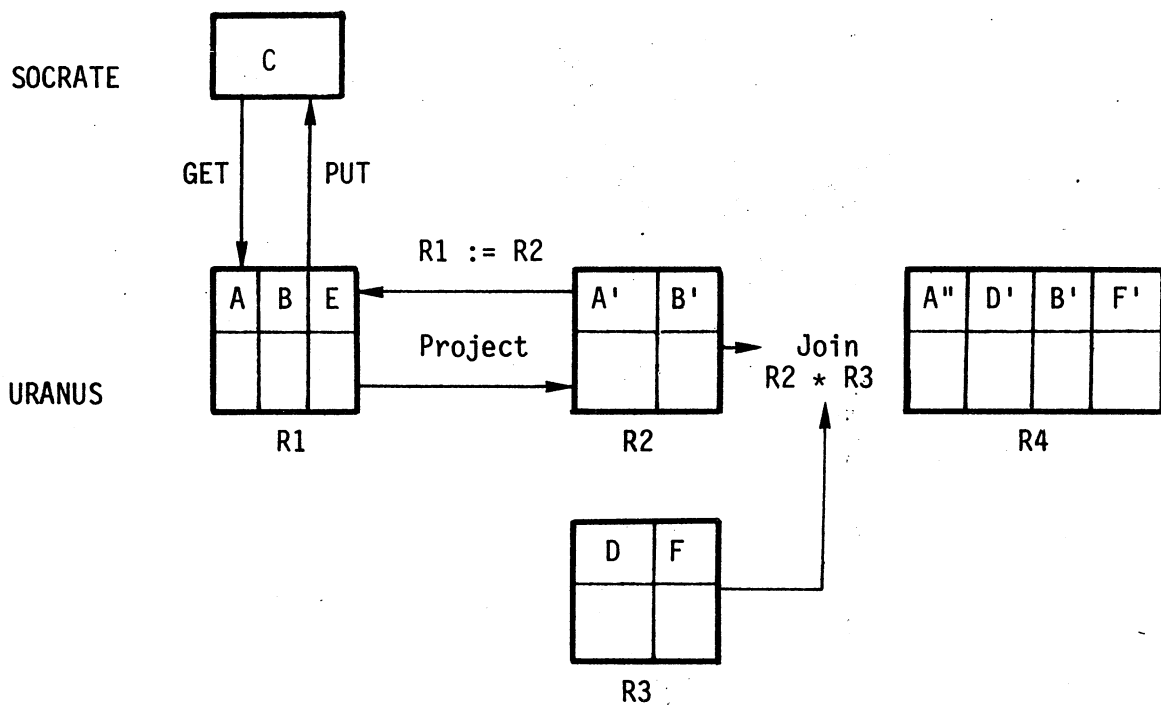 C
SOCRATE
GET
PUT
R1 := R2
A B E
A' B'
A" D' B' F'
Project
Join
R2 * R3
URANUS
R1
R2
R4
D F
R3